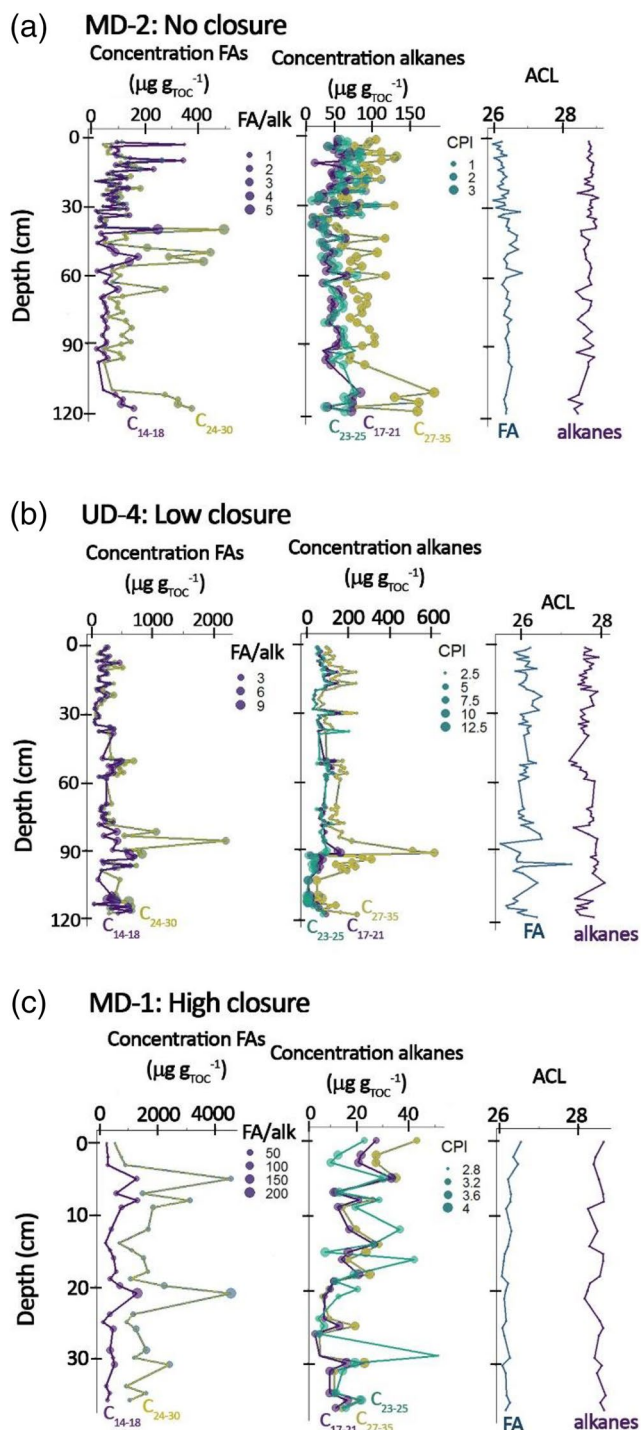 (a) MD-2: No closure
Concentration FAs Concentration alkanes
(µg gTOC⁻¹) (µg gTOC⁻¹) ACL
0 200 400 FA/alk 50 100 150 26 28
1
2
3
4
5
CPI
1
2
3
Depth (cm)
0
30
60
90
120
C14-18 C24-30 C23-25 C17-21 C27-35 FA alkanes
(b) UD-4: Low closure
Concentration FAs Concentration alkanes
(µg gTOC⁻¹) (µg gTOC⁻¹) ACL
0 1000 2000 0 200 400 600 26 28
FA/alk
3
6
9
CPI
2.5
5
7.5
10
12.5
Depth (cm)
0
30
60
90
120
C24-30 C27-35 FA alkanes
C14-18 C23-25 C17-21
(c) MD-1: High closure
Concentration FAs Concentration alkanes
(µg gTOC⁻¹) (µg gTOC⁻¹) ACL
0 2000 4000 0 20 40 26 28
FA/alk
50
100
150
200
CPI
2.8
3.2
3.6
4
Depth (cm)
0
10
20
30
C23-25
C14-18 C24-30 C17-21 C27-35 FA alkanes